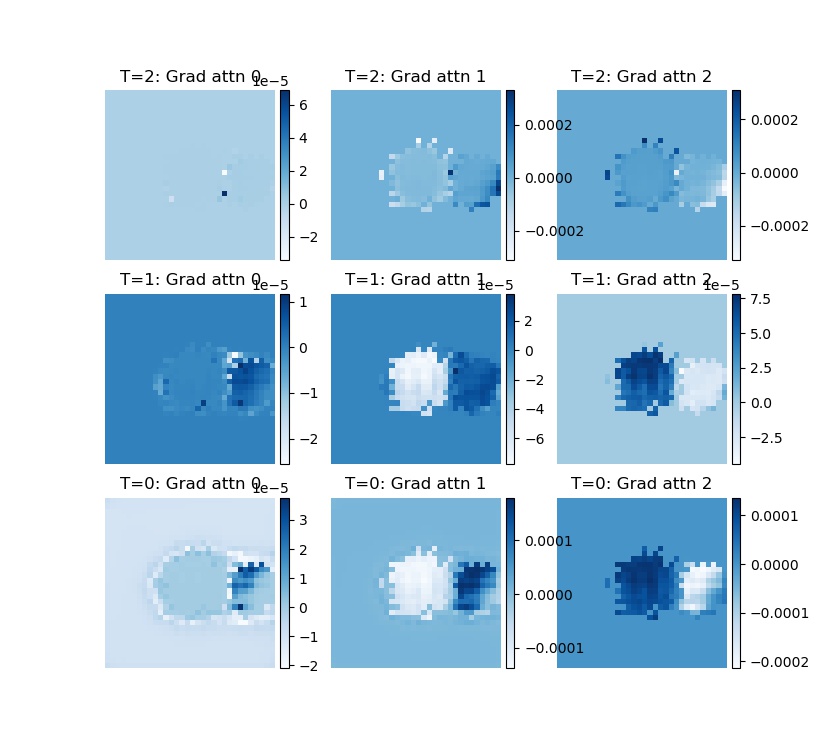 T=2: Grad attn 0
1e−5
6
4
2
0
−2
T=2: Grad attn 1
0.0002
0.0000
−0.0002
T=2: Grad attn 2
0.0002
0.0000
−0.0002
T=1: Grad attn 0
1e−5
1
0
−1
−2
T=1: Grad attn 1
1e−5
2
0
−2
−4
−6
T=1: Grad attn 2
1e−5
7.5
5.0
2.5
0.0
−2.5
T=0: Grad attn 0
1e−5
3
2
1
0
−1
−2
T=0: Grad attn 1
0.0001
0.0000
−0.0001
T=0: Grad attn 2
0.0001
0.0000
−0.0001
−0.0002